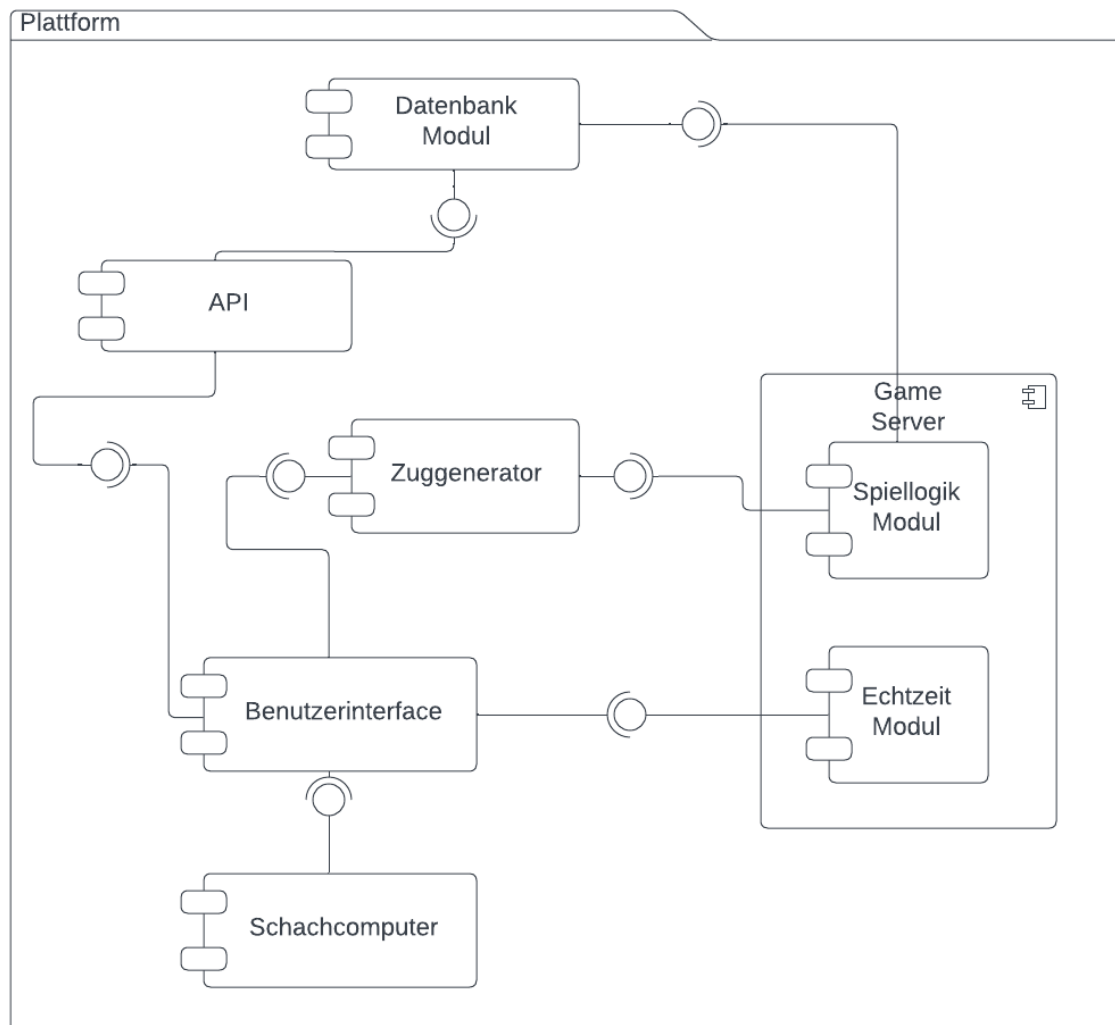 Plattform
Datenbank
Modul
API
Game
Server
Zuggenerator
Spiellogik
Modul
Benutzerinterface
Echtzeit
Modul
Schachcomputer